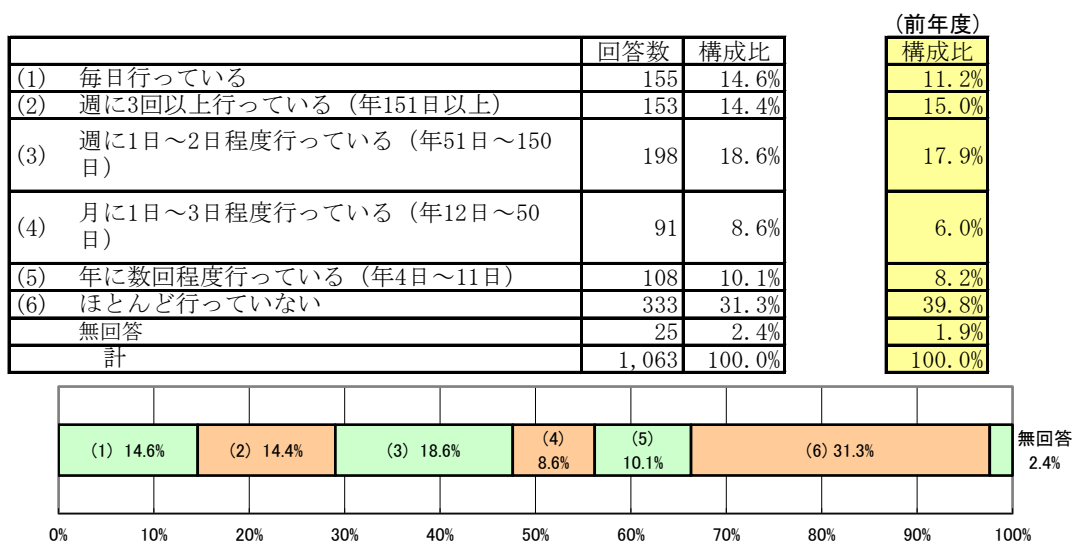 (前年度)
回答数 構成比 構成比
(1) 毎日行っている 155 14.6% 11.2%
(2) 週に3回以上行っている（年151日以上） 153 14.4% 15.0%
(3) 週に1日～2日程度行っている（年51日～150
日） 198 18.6% 17.9%
(4) 月に1日～3日程度行っている（年12日～50
日） 91 8.6% 6.0%
(5) 年に数回程度行っている（年4日～11日） 108 10.1% 8.2%
(6) ほとんど行っていない 333 31.3% 39.8%
無回答 25 2.4% 1.9%
計 1,063 100.0% 100.0%
(1) 14.6% (2) 14.4% (3) 18.6% (4) (5) (6) 31.3% 無回答
8.6% 10.1% 2.4%
0% 10% 20% 30% 40% 50% 60% 70% 80% 90% 100%